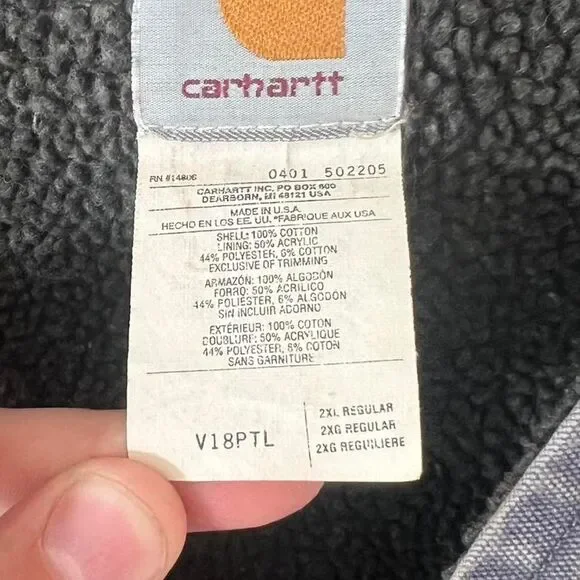 carhartt
RN #14806 0401 502205
CARHARTT INC. PO BOX 600
DEARBORN, MI 48121 USA
MADE IN U.S.A.
HECHO EN LOS EE. UU. *FABRIQUE AUX USA
SHELL: 100% COTTON
LINING: 50% ACRYLIC
44% POLYESTER, 6% COTTON
EXCLUSIVE OF TRIMMING
ARMAZÓN: 100% ALGODÓN
FORRO: 50% ACRILICO
44% POLIESTER, 6% ALGODÓN
SIN INCLUIR ADORNO
EXTÉRIEUR: 100% COTON
DOUBLURE: 50% ACRYLIQUE
44% POLYESTER, 6% COTON
SANS GARNITURE
V18PTL
2XL REGULAR
2XG REGULAR
2XG REGULIERE